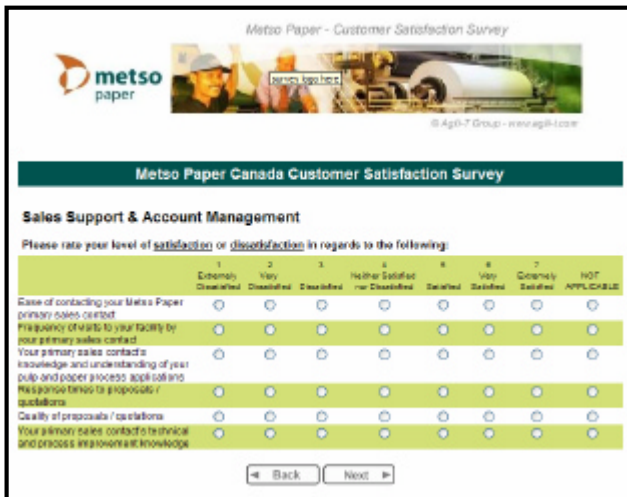 Metso Paper - Customer Satisfaction Survey
metso
paper
survey logo here
© Agili-T Group - www.agili-t.com
Metso Paper Canada Customer Satisfaction Survey
Sales Support & Account Management
Please rate your level of satisfaction or dissatisfaction in regards to the following:
1 2 3 4 5 6 7
Extremely Dissatisfied Very Dissatisfied Dissatisfied Neither Satisfied nor Dissatisfied Satisfied Very Satisfied Extremely Satisfied NOT APPLICABLE
Ease of contacting your Metso Paper
primary sales contact
Frequency of visits to your facility by
your primary sales contact
Your primary sales contact's
knowledge and understanding of your
pulp and paper process applications
Response times to proposals /
quotations
Quality of proposals / quotations
Your primary sales contact's technical
and process improvement knowledge
Back Next